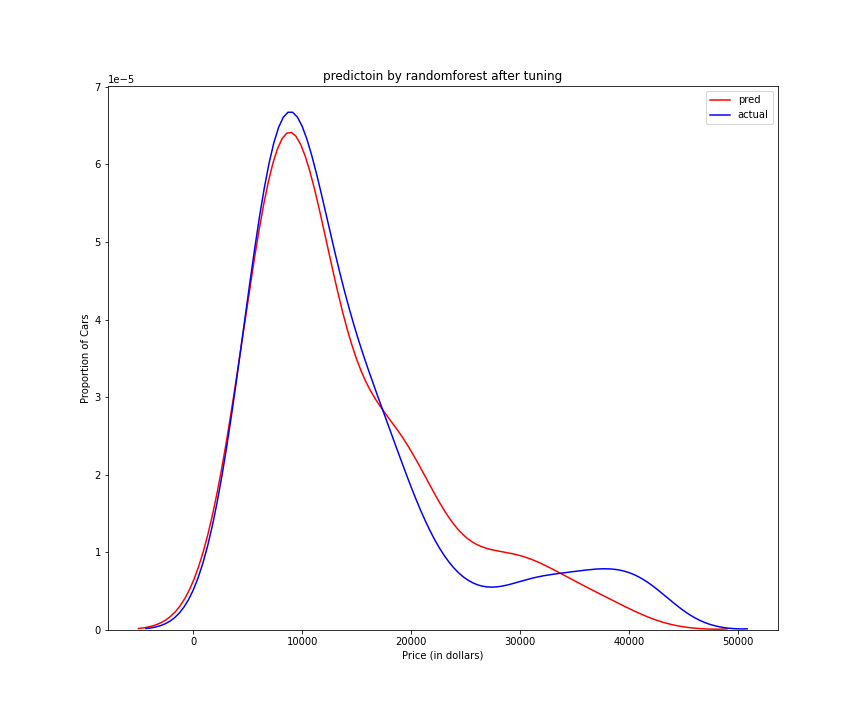 predictoin by randomforest after tuning
1e−5
7
6
5
4
3
2
1
0
Proportion of Cars
pred
actual
0 10000 20000 30000 40000 50000
Price (in dollars)